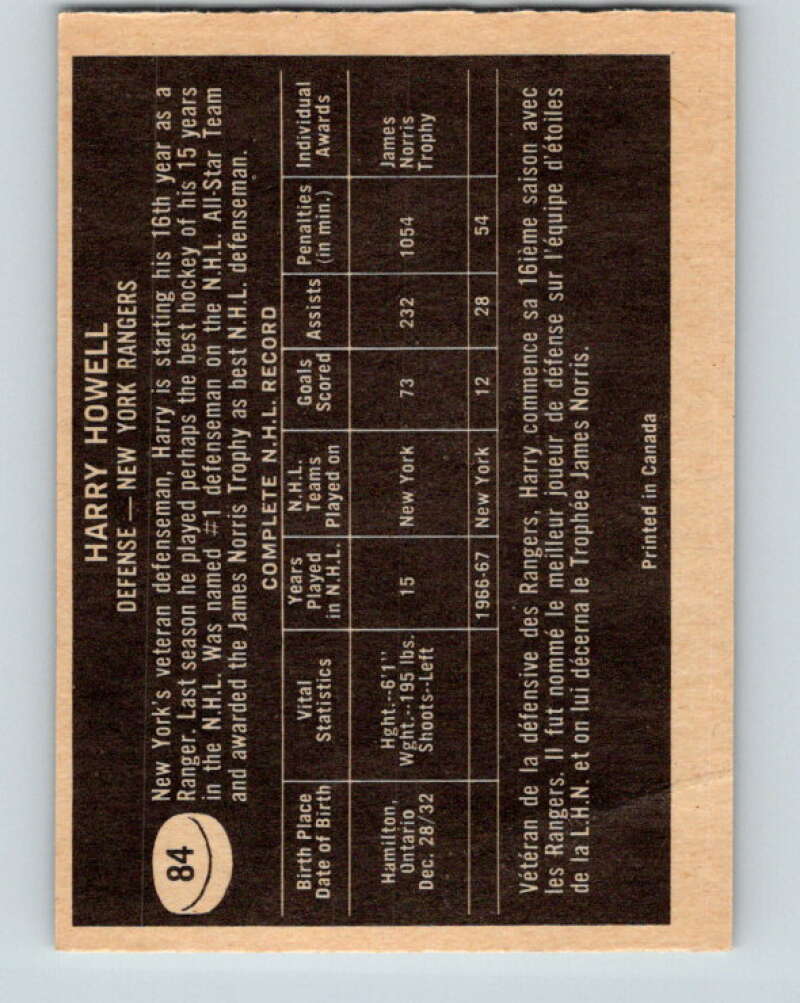 HARRY HOWELL
DEFENSE — NEW YORK RANGERS
84
New York's veteran defenseman, Harry is starting his 16th year as a
Ranger. Last season he played perhaps the best hockey of his 15 years
in the N.H.L. Was named #1 defenseman on the N.H.L. All-Star Team
and awarded the James Norris Trophy as best N.H.L. defenseman.
COMPLETE N.H.L. RECORD
Birth Place Date of Birth | Vital Statistics | Years Played in N.H.L. | N.H.L. Teams Played on | Goals Scored | Assists | Penalties (in min.) | Individual Awards
Hamilton, Ontario Dec. 28/32 | Hght.--6'1" Wght.--195 lbs. Shoots--Left | 15 | New York | 73 | 232 | 1054 | James Norris Trophy
1966-67 | New York | 12 | 28 | 54
Vétéran de la défensive des Rangers, Harry commence sa 16ième saison avec
les Rangers. Il fut nommé le meilleur joueur de défense sur l'équipe d'étoiles
de la L.H.N. et on lui décerna le Trophée James Norris.
Printed in Canada